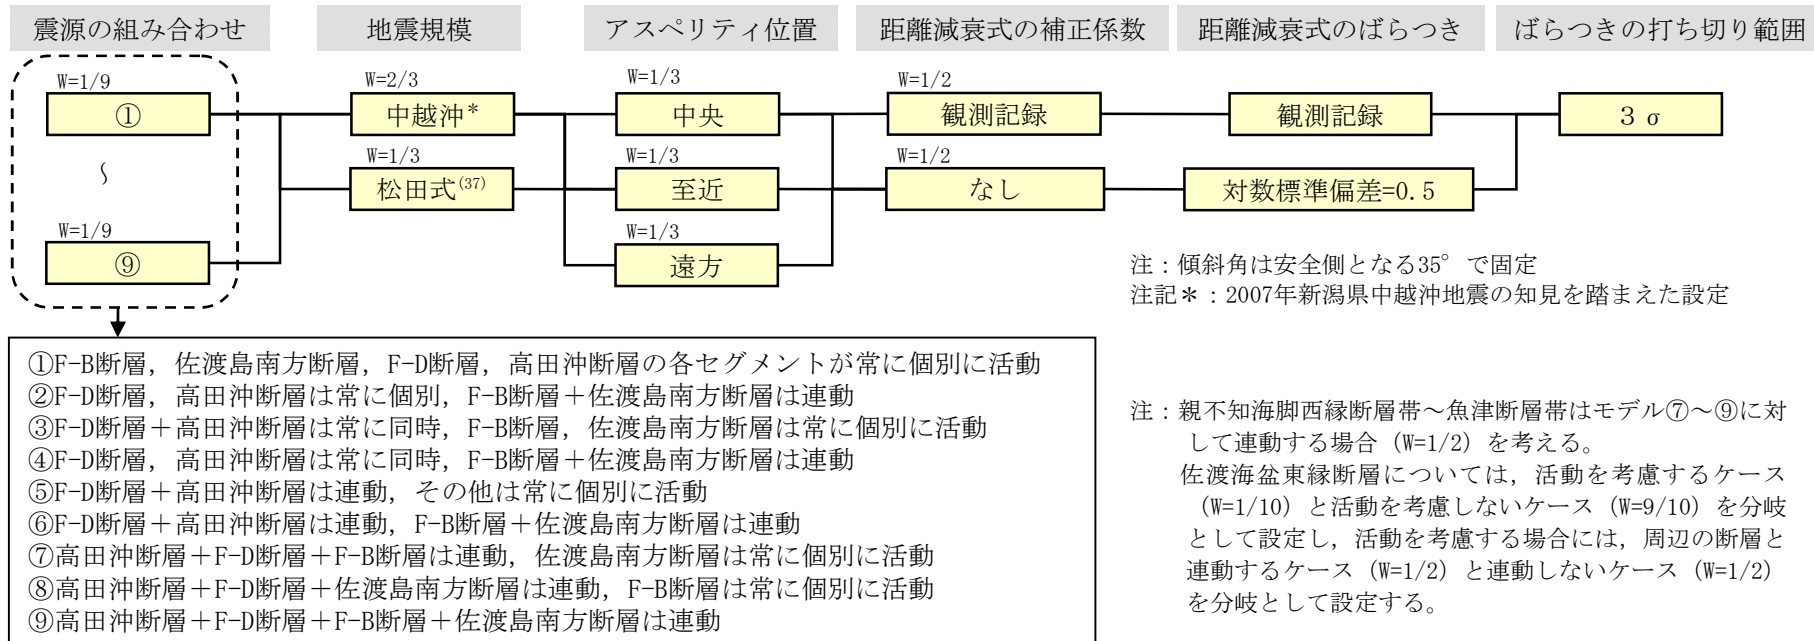 震源の組み合わせ
地震規模
アスペリティ位置
距離減衰式の補正係数
距離減衰式のばらつき
ばらつきの打ち切り範囲
W=1/9
①
～
W=1/9
⑨
W=2/3
中越沖*
W=1/3
松田式(37)
W=1/3
中央
W=1/3
至近
W=1/3
遠方
W=1/2
観測記録
W=1/2
なし
観測記録
対数標準偏差=0.5
3σ
注：傾斜角は安全側となる35°で固定
注記＊：2007年新潟県中越沖地震の知見を踏まえた設定
①F-B断層，佐渡島南方断層，F-D断層，高田沖断層の各セグメントが常に個別に活動
②F-D断層，高田沖断層は常に個別，F-B断層＋佐渡島南方断層は連動
③F-D断層＋高田沖断層は常に同時，F-B断層，佐渡島南方断層は常に個別に活動
④F-D断層，高田沖断層は常に同時，F-B断層＋佐渡島南方断層は連動
⑤F-D断層＋高田沖断層は連動，その他は常に個別に活動
⑥F-D断層＋高田沖断層は連動，F-B断層＋佐渡島南方断層は連動
⑦高田沖断層＋F-D断層＋F-B断層は連動，佐渡島南方断層は常に個別に活動
⑧高田沖断層＋F-D断層＋佐渡島南方断層は連動，F-B断層は常に個別に活動
⑨高田沖断層＋F-D断層＋F-B断層＋佐渡島南方断層は連動
注：親不知海脚西縁断層帯～魚津断層帯はモデル⑦～⑨に対
して連動する場合（W=1/2）を考える。
佐渡海盆東縁断層については，活動を考慮するケース
（W=1/10）と活動を考慮しないケース（W=9/10）を分岐
として設定し，活動を考慮する場合には，周辺の断層と
連動するケース（W=1/2）と連動しないケース（W=1/2）
を分岐として設定する。